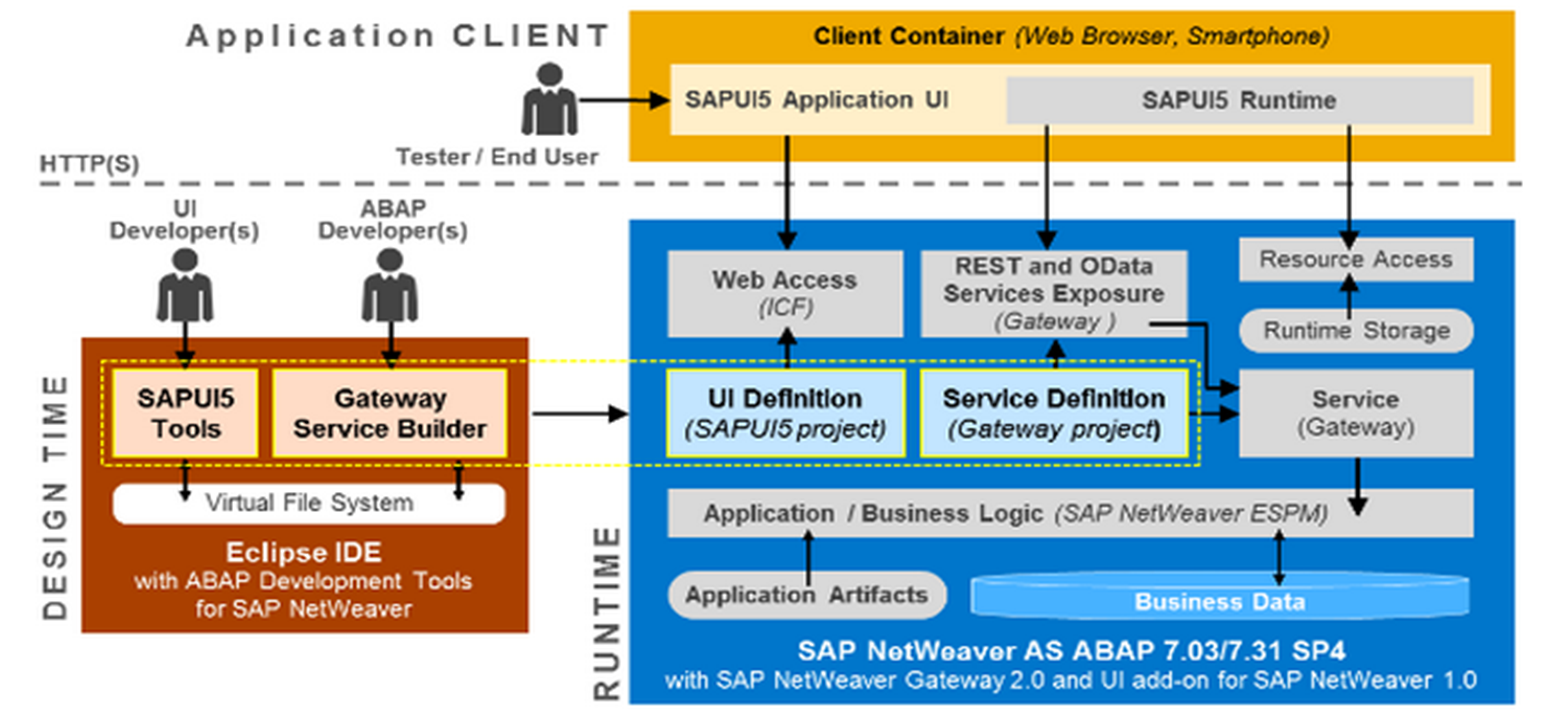 Application CLIENT
Client Container (Web Browser, Smartphone)
SAPUI5 Application UI
SAPUI5 Runtime
Tester / End User
HTTP(S)
UI
Developer(s)
ABAP
Developer(s)
DESIGN TIME
SAPUI5
Tools
Gateway
Service Builder
Virtual File System
Eclipse IDE
with ABAP Development Tools
for SAP NetWeaver
RUNTIME
Web Access
(ICF)
REST and OData
Services Exposure
(Gateway )
Resource Access
Runtime Storage
UI Definition
(SAPUI5 project)
Service Definition
(Gateway project)
Service
(Gateway)
Application / Business Logic (SAP NetWeaver ESPM)
Application Artifacts
Business Data
SAP NetWeaver AS ABAP 7.03/7.31 SP4
with SAP NetWeaver Gateway 2.0 and UI add-on for SAP NetWeaver 1.0